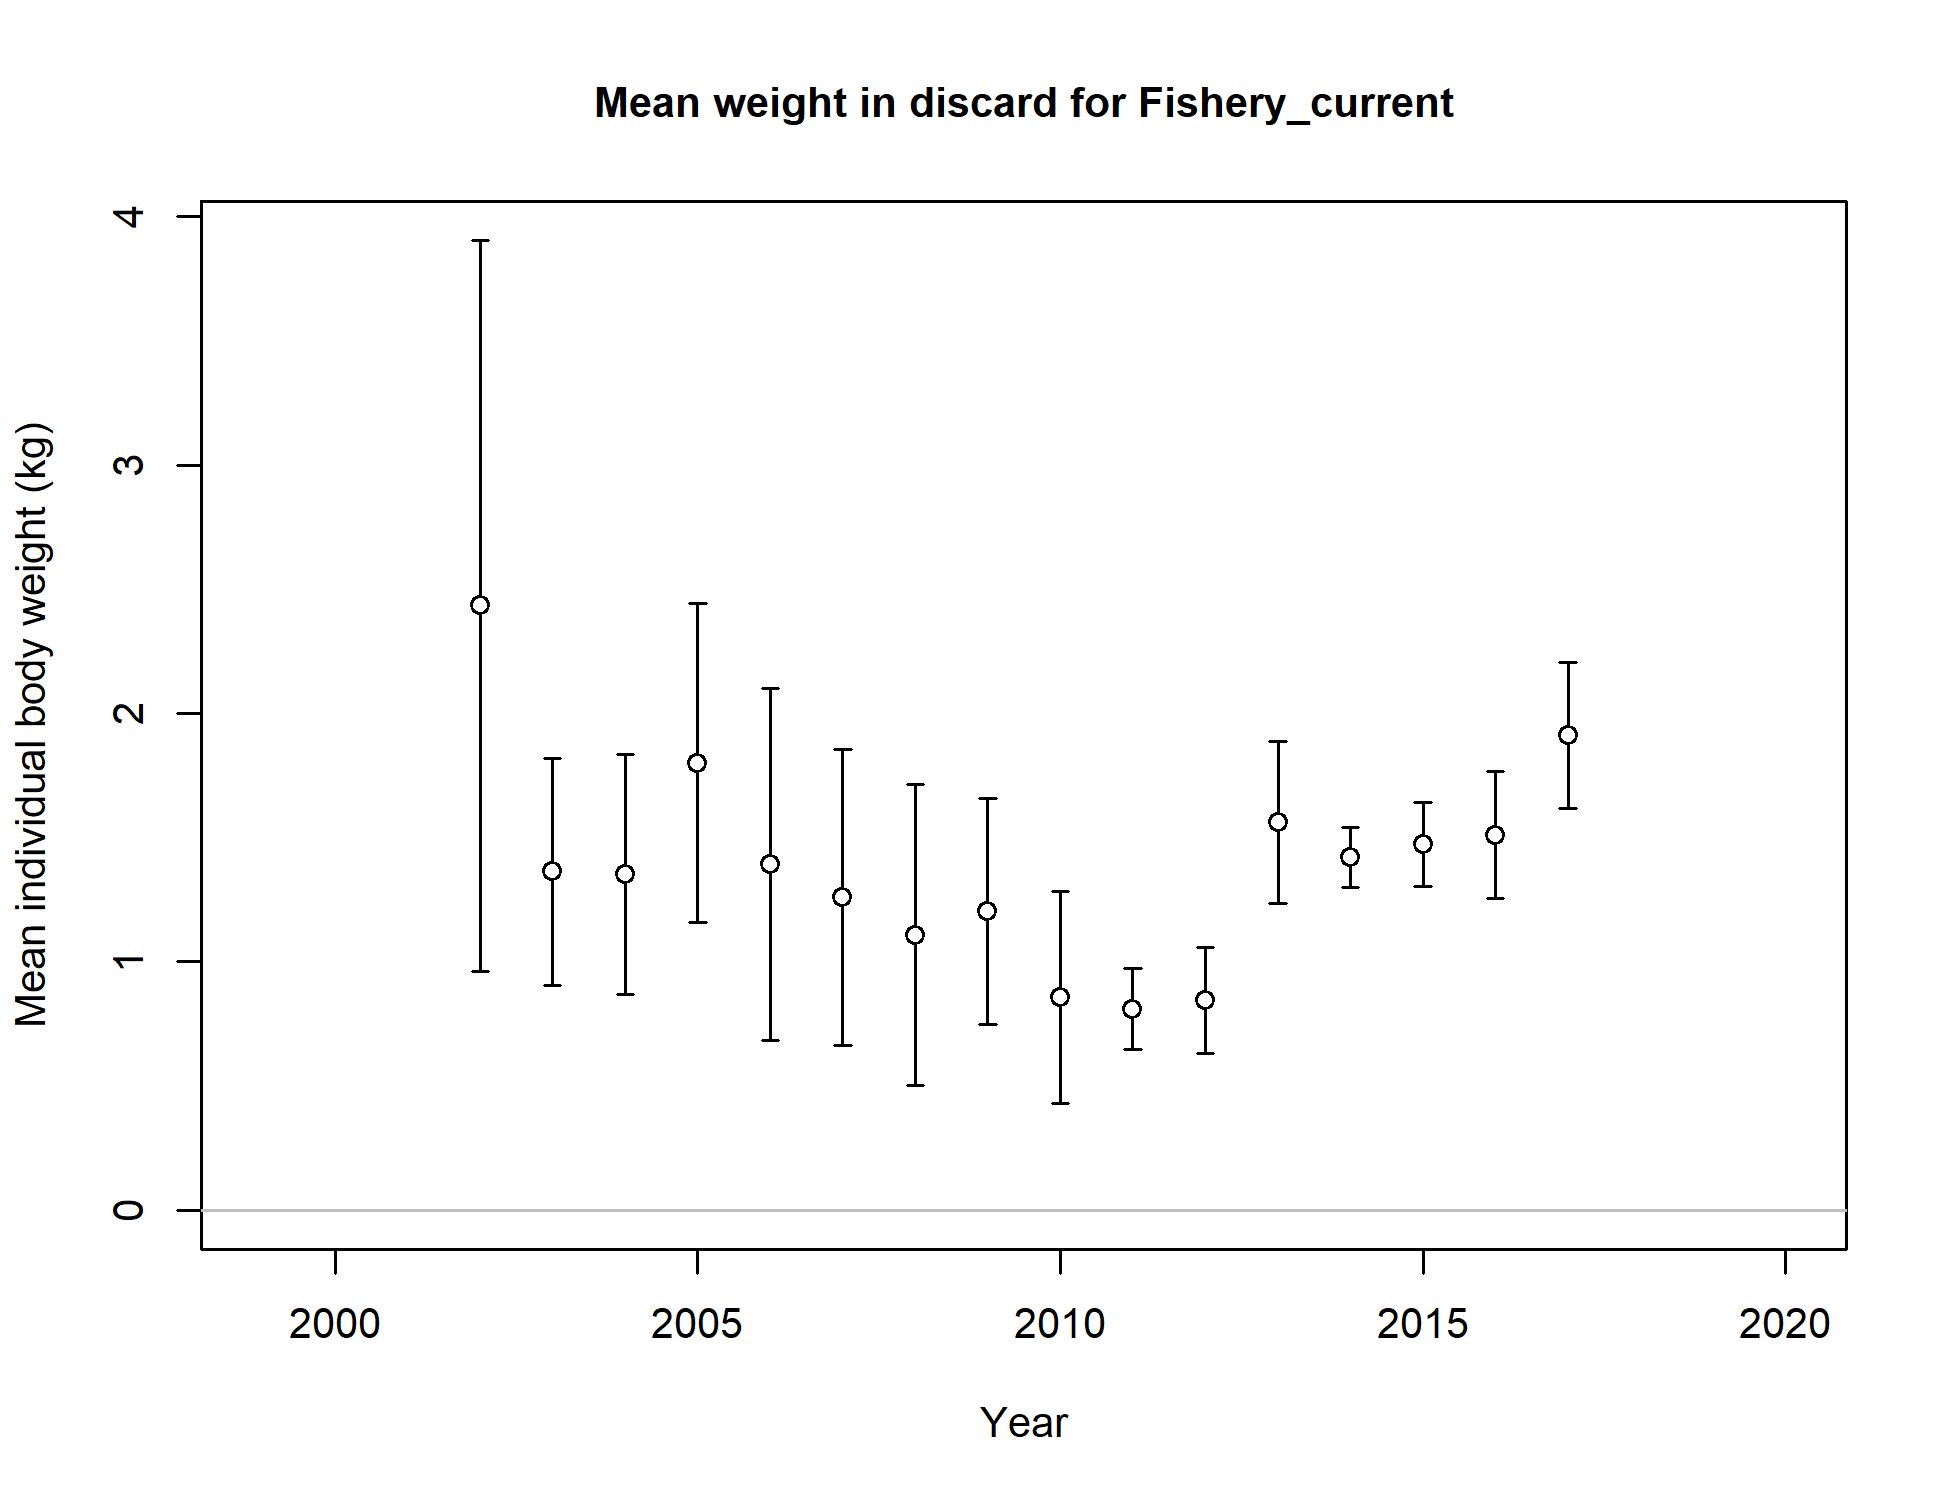 Mean weight in discard for Fishery_current
Mean individual body weight (kg)
4
3
2
1
0
2000 2005 2010 2015 2020
Year